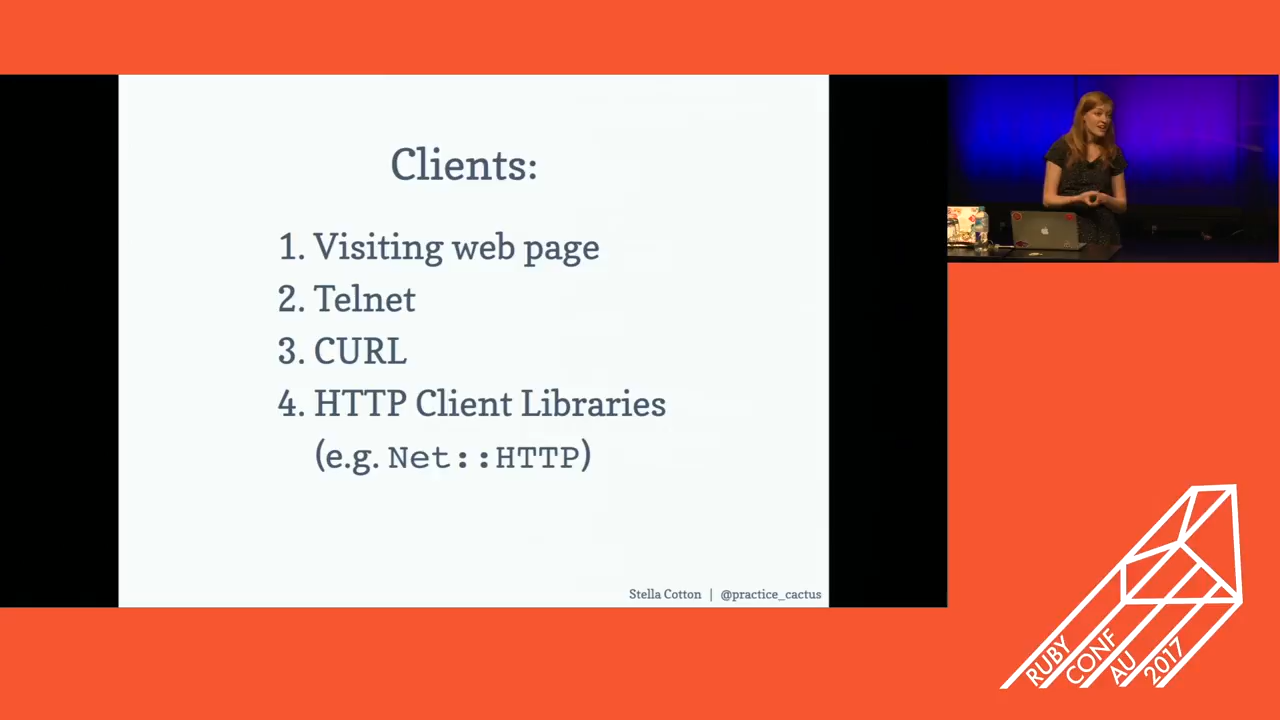 Clients:
1. Visiting web page
2. Telnet
3. CURL
4. HTTP Client Libraries
(e.g. Net::HTTP)
Stella Cotton | @practice_cactus
RUBY
CONF
AU
2017